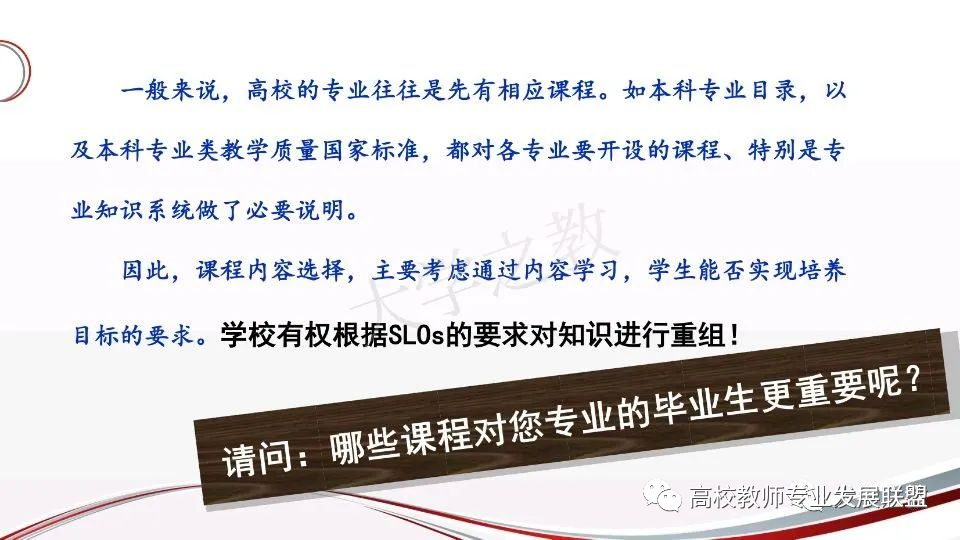 一般来说，高校的专业往往是先有相应课程。如本科专业目录，以
及本科专业类教学质量国家标准，都对各专业要开设的课程、特别是专
业知识系统做了必要说明。
因此，课程内容选择，主要考虑通过内容学习，学生能否实现培养
目标的要求。学校有权根据SLOs的要求对知识进行重组！
大学之教
请问：哪些课程对您专业的毕业生更重要呢？
高校教师专业发展联盟